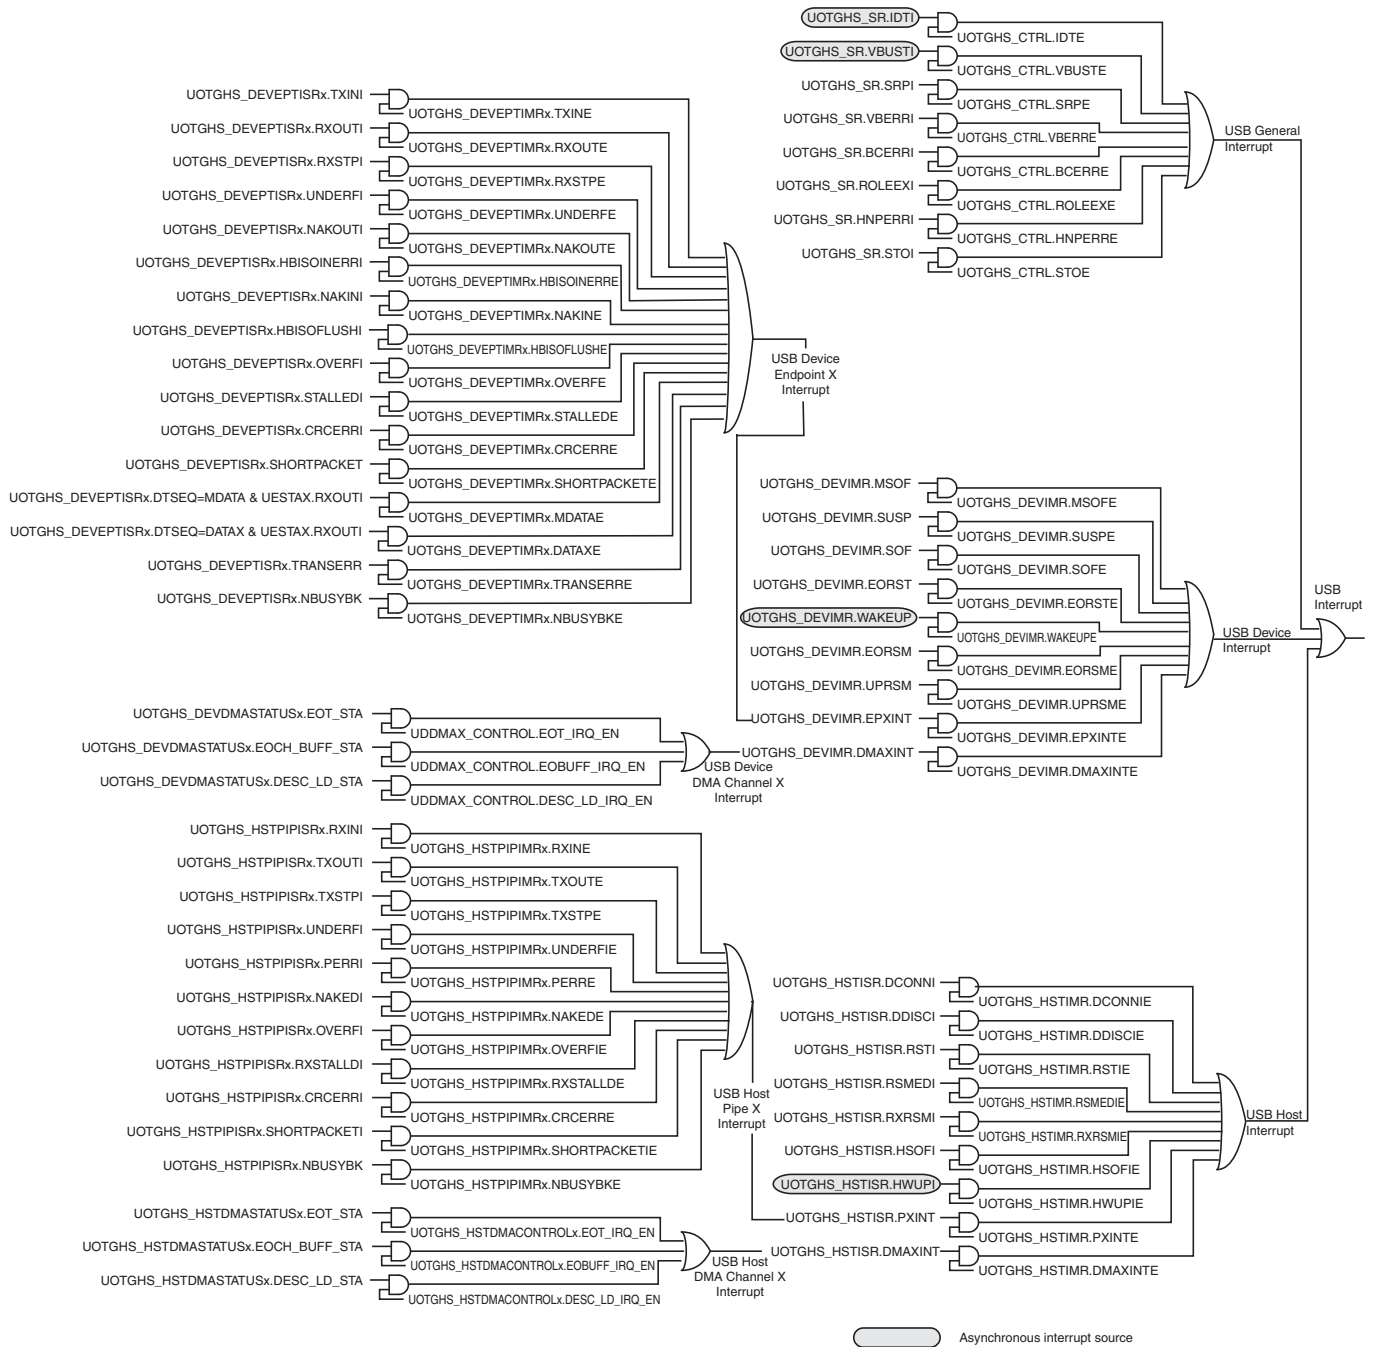 UOTGHS_SR.IDTI
UOTGHS_CTRL.IDTE
UOTGHS_SR.VBUSTI
UOTGHS_CTRL.VBUSTE
UOTGHS_SR.SRPI
UOTGHS_CTRL.SRPE
UOTGHS_SR.VBERRI
UOTGHS_CTRL.VBERRE
UOTGHS_SR.BCERRI
UOTGHS_CTRL.BCERRE
UOTGHS_SR.ROLEEXI
UOTGHS_CTRL.ROLEEXE
UOTGHS_SR.HNPERRI
UOTGHS_CTRL.HNPERRE
UOTGHS_SR.STOI
UOTGHS_CTRL.STOE
USB General
Interrupt
UOTGHS_DEVEPTISRx.TXINI
UOTGHS_DEVEPTIMRx.TXINE
UOTGHS_DEVEPTISRx.RXOUTI
UOTGHS_DEVEPTIMRx.RXOUTE
UOTGHS_DEVEPTISRx.RXSTPI
UOTGHS_DEVEPTIMRx.RXSTPE
UOTGHS_DEVEPTISRx.UNDERFI
UOTGHS_DEVEPTIMRx.UNDERFE
UOTGHS_DEVEPTISRx.NAKOUTI
UOTGHS_DEVEPTIMRx.NAKOUTE
UOTGHS_DEVEPTISRx.HBISOINERRI
UOTGHS_DEVEPTIMRx.HBISOINERRE
UOTGHS_DEVEPTISRx.NAKINI
UOTGHS_DEVEPTIMRx.NAKINE
UOTGHS_DEVEPTISRx.HBISOFLUSHI
UOTGHS_DEVEPTIMRx.HBISOFLUSHE
UOTGHS_DEVEPTISRx.OVERFI
UOTGHS_DEVEPTIMRx.OVERFE
UOTGHS_DEVEPTISRx.STALLEDI
UOTGHS_DEVEPTIMRx.STALLEDE
UOTGHS_DEVEPTISRx.CRCERRI
UOTGHS_DEVEPTIMRx.CRCERRE
UOTGHS_DEVEPTISRx.SHORTPACKET
UOTGHS_DEVEPTIMRx.SHORTPACKETE
UOTGHS_DEVEPTISRx.DTSEQ=MDATA & UESTAX.RXOUTI
UOTGHS_DEVEPTIMRx.MDATAE
UOTGHS_DEVEPTISRx.DTSEQ=DATAX & UESTAX.RXOUTI
UOTGHS_DEVEPTIMRx.DATAXE
UOTGHS_DEVEPTISRx.TRANSERR
UOTGHS_DEVEPTIMRx.TRANSERRE
UOTGHS_DEVEPTISRx.NBUSYBK
UOTGHS_DEVEPTIMRx.NBUSYBKE
USB Device
Endpoint X
Interrupt
UOTGHS_DEVIMR.MSOF
UOTGHS_DEVIMR.MSOFE
UOTGHS_DEVIMR.SUSP
UOTGHS_DEVIMR.SUSPE
UOTGHS_DEVIMR.SOF
UOTGHS_DEVIMR.SOFE
UOTGHS_DEVIMR.EORST
UOTGHS_DEVIMR.EORSTE
UOTGHS_DEVIMR.WAKEUP
UOTGHS_DEVIMR.WAKEUPE
UOTGHS_DEVIMR.EORSM
UOTGHS_DEVIMR.EORSME
UOTGHS_DEVIMR.UPRSM
UOTGHS_DEVIMR.UPRSME
UOTGHS_DEVIMR.EPXINT
UOTGHS_DEVIMR.EPXINTE
UOTGHS_DEVIMR.DMAXINT
UOTGHS_DEVIMR.DMAXINTE
USB Device
Interrupt
USB
Interrupt
UOTGHS_DEVDMASTATUSx.EOT_STA
UDDMAX_CONTROL.EOT_IRQ_EN
UOTGHS_DEVDMASTATUSx.EOCH_BUFF_STA
UDDMAX_CONTROL.EOBUFF_IRQ_EN
UOTGHS_DEVDMASTATUSx.DESC_LD_STA
UDDMAX_CONTROL.DESC_LD_IRQ_EN
USB Device
DMA Channel X
Interrupt
UOTGHS_HSTPIPISRx.RXINI
UOTGHS_HSTPIPIMRx.RXINE
UOTGHS_HSTPIPISRx.TXOUTI
UOTGHS_HSTPIPIMRx.TXOUTE
UOTGHS_HSTPIPISRx.TXSTPI
UOTGHS_HSTPIPIMRx.TXSTPE
UOTGHS_HSTPIPISRx.UNDERFI
UOTGHS_HSTPIPIMRx.UNDERFIE
UOTGHS_HSTPIPISRx.PERRI
UOTGHS_HSTPIPIMRx.PERRE
UOTGHS_HSTPIPISRx.NAKEDI
UOTGHS_HSTPIPIMRx.NAKEDE
UOTGHS_HSTPIPISRx.OVERFI
UOTGHS_HSTPIPIMRx.OVERFIE
UOTGHS_HSTPIPISRx.RXSTALLDI
UOTGHS_HSTPIPIMRx.RXSTALLDE
UOTGHS_HSTPIPISRx.CRCERRI
UOTGHS_HSTPIPIMRx.CRCERRE
UOTGHS_HSTPIPISRx.SHORTPACKETI
UOTGHS_HSTPIPIMRx.SHORTPACKETIE
UOTGHS_HSTPIPISRx.NBUSYBK
UOTGHS_HSTPIPIMRx.NBUSYBKE
USB Host
Pipe X
Interrupt
UOTGHS_HSTISR.DCONNI
UOTGHS_HSTIMR.DCONNIE
UOTGHS_HSTISR.DDISCI
UOTGHS_HSTIMR.DDISCIE
UOTGHS_HSTISR.RSTI
UOTGHS_HSTIMR.RSTIE
UOTGHS_HSTISR.RSMEDI
UOTGHS_HSTIMR.RSMEDIE
UOTGHS_HSTISR.RXRSMI
UOTGHS_HSTIMR.RXRSMIE
UOTGHS_HSTISR.HSOFI
UOTGHS_HSTIMR.HSOFIE
UOTGHS_HSTISR.HWUPI
UOTGHS_HSTIMR.HWUPIE
UOTGHS_HSTISR.PXINT
UOTGHS_HSTIMR.PXINTE
UOTGHS_HSTISR.DMAXINT
UOTGHS_HSTIMR.DMAXINTE
USB Host
Interrupt
UOTGHS_HSTDMASTATUSx.EOT_STA
UOTGHS_HSTDMACONTROLx.EOT_IRQ_EN
UOTGHS_HSTDMASTATUSx.EOCH_BUFF_STA
UOTGHS_HSTDMACONTROLx.EOBUFF_IRQ_EN
UOTGHS_HSTDMASTATUSx.DESC_LD_STA
UOTGHS_HSTDMACONTROLx.DESC_LD_IRQ_EN
USB Host
DMA Channel X
Interrupt
Asynchronous interrupt source